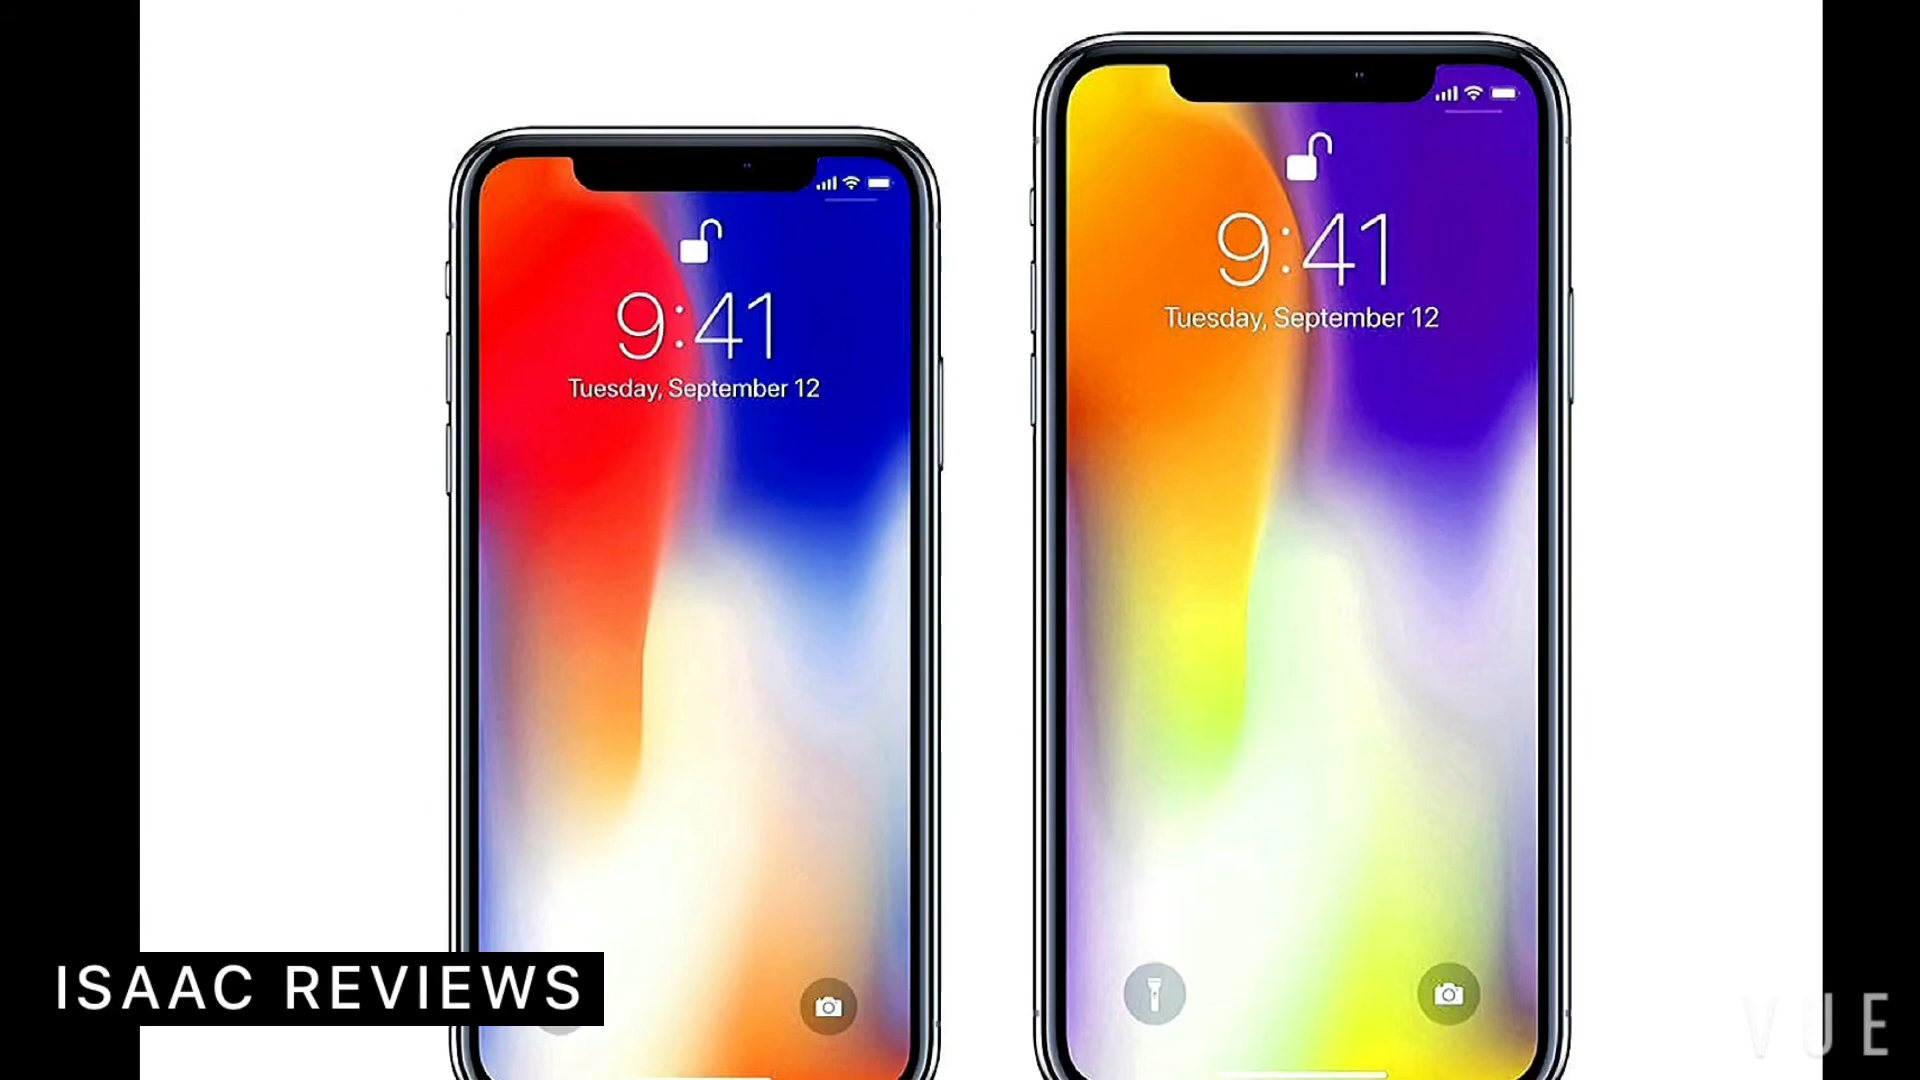 9:41
Tuesday, September 12
9:41
Tuesday, September 12
ISAAC REVIEWS
VUE